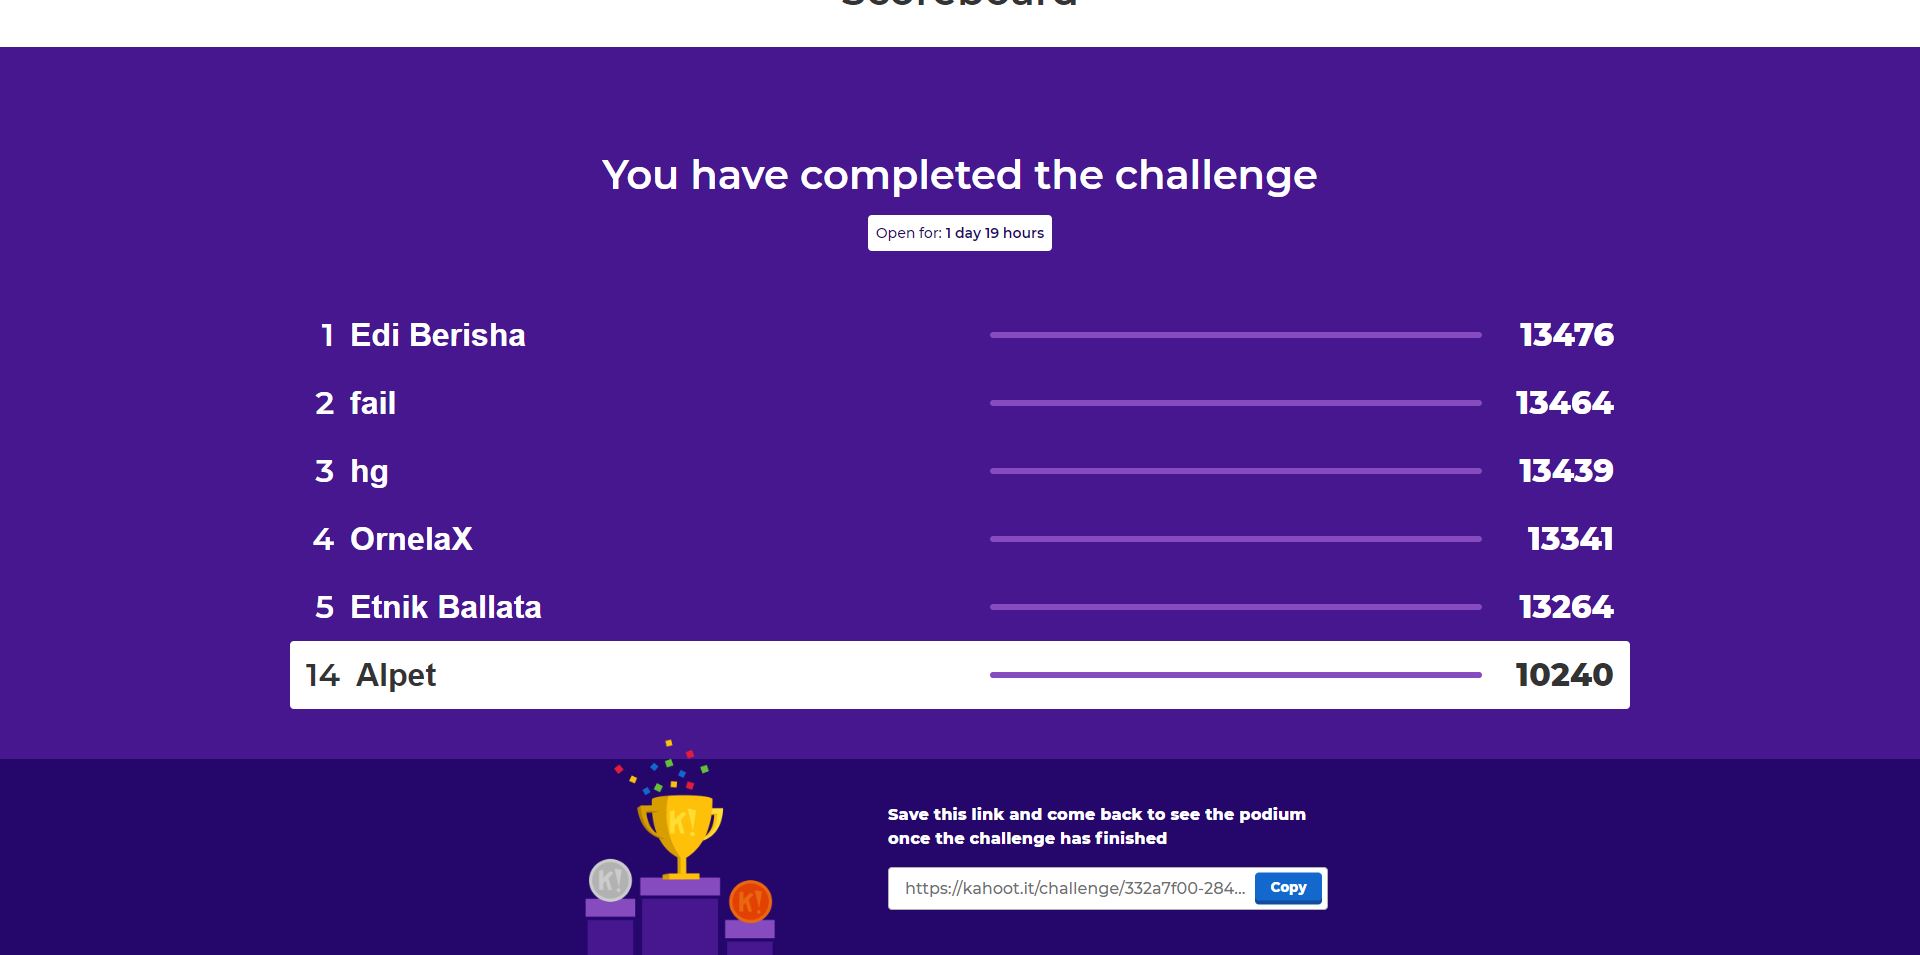 Scoreboard
You have completed the challenge
Open for: 1 day 19 hours
1 Edi Berisha 13476
2 fail 13464
3 hg 13439
4 OrnelaX 13341
5 Etnik Ballata 13264
14 Alpet 10240
K!
K!
K!
Save this link and come back to see the podium
once the challenge has finished
https://kahoot.it/challenge/332a7f00-284... Copy